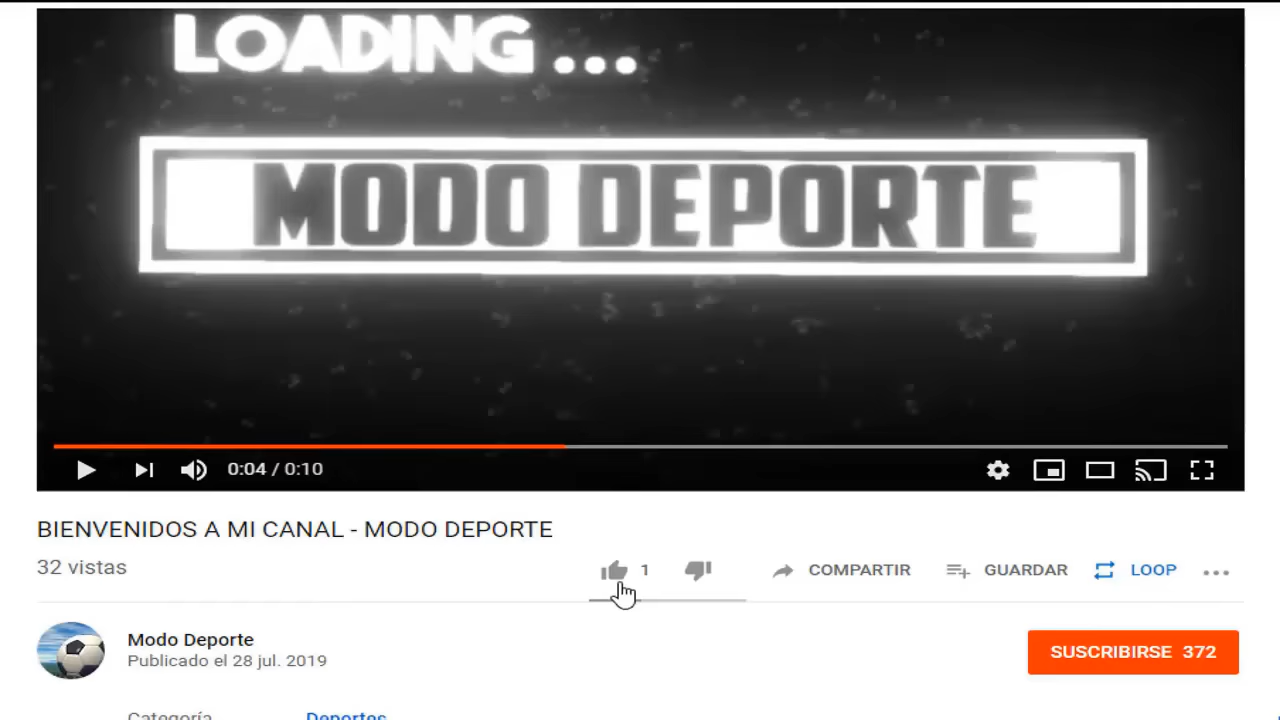 LOADING ...
MODO DEPORTE
0:04 / 0:10
BIENVENIDOS A MI CANAL - MODO DEPORTE
32 vistas
1
COMPARTIR
GUARDAR
LOOP
Modo Deporte
Publicado el 28 jul. 2019
SUSCRIBIRSE 372
Categoría
Deportes